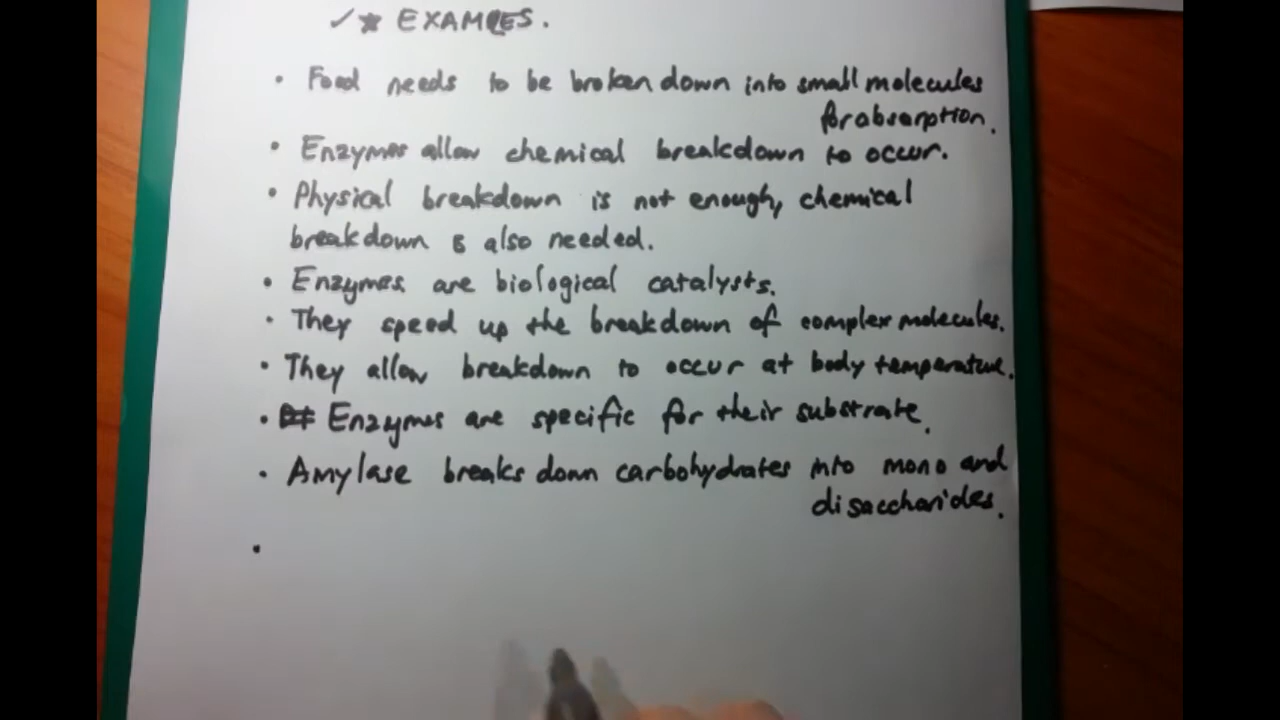 ✓ * EXAMLES.
• Food needs to be broken down into small molecules
for absorption.
• Enzymes allow chemical breakdown to occur.
• Physical breakdown is not enough, chemical
breakdown is also needed.
• Enzymes are biological catalysts.
• They speed up the breakdown of complex molecules.
• They allow breakdown to occur at body temperature.
• Enzymes are specific for their substrate.
• Amylase breaks down carbohydrates into mono and
disaccharides.
•